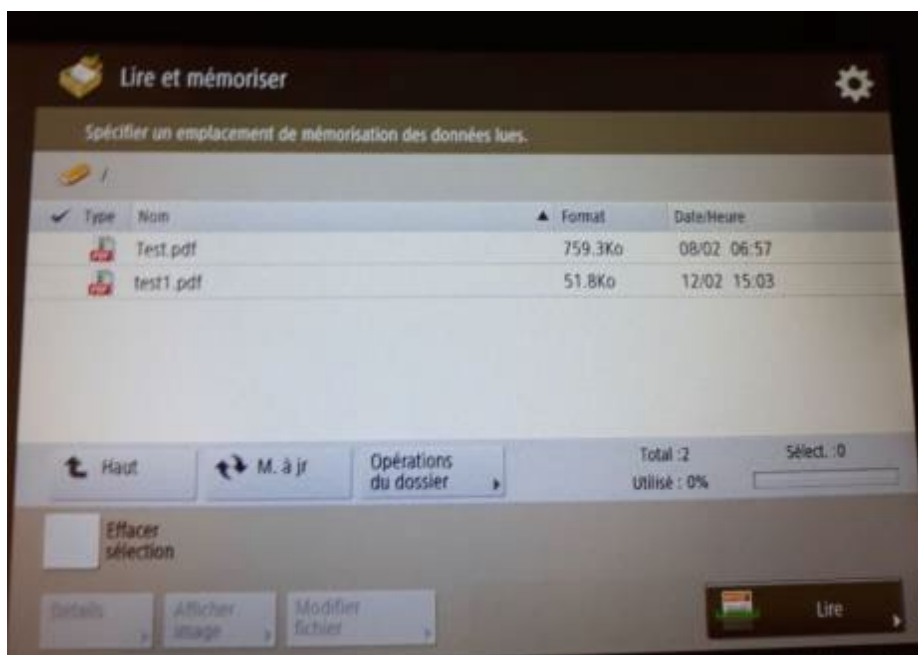 Lire et mémoriser
Spécifier un emplacement de mémorisation des données lues.
/
Type Nom ▲ Format Date/Heure
PDF Test.pdf 759.3Ko 08/02 06:57
PDF test1.pdf 51.8Ko 12/02 15:03
Haut M. à jr Opérations du dossier Total :2 Sélect. :0
Utilisé : 0%
Effacer
sélection
Détails Afficher image Modifier fichier Lire